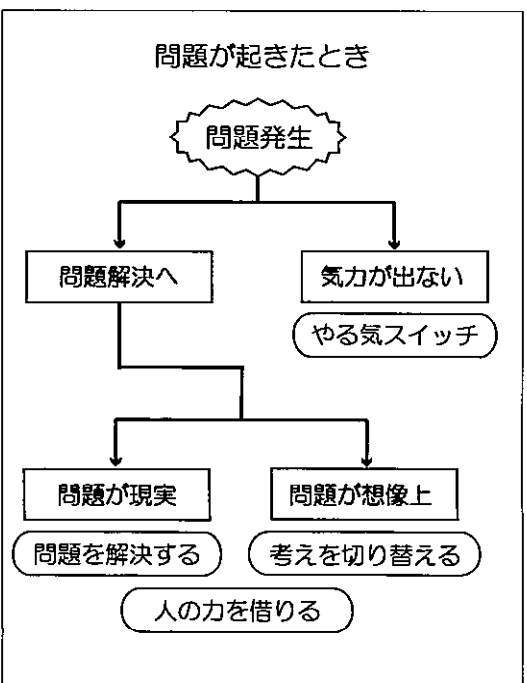 問題が起きたとき
問題発生
問題解決へ
気力が出ない
やる気スイッチ
問題が現実
問題が想像上
問題を解決する
考えを切り替える
人の力を借りる